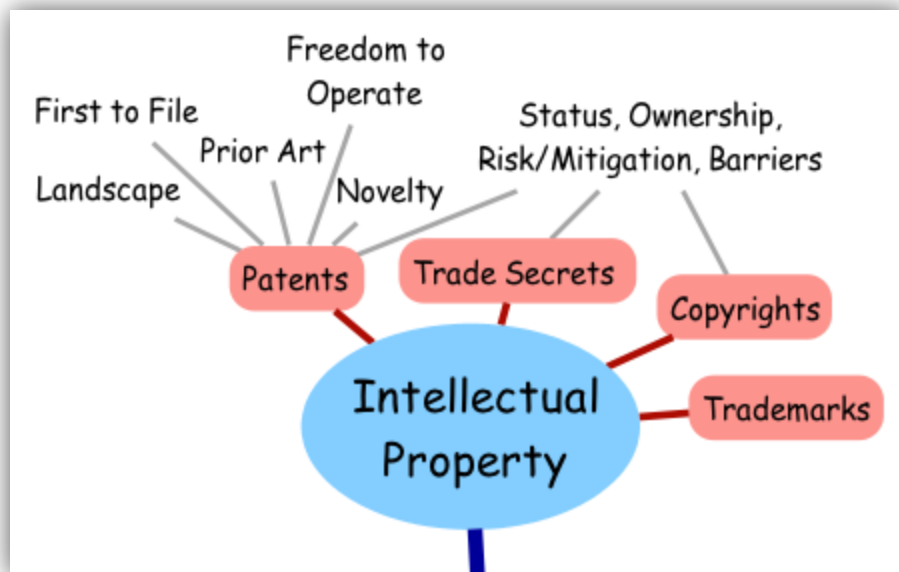 Freedom to
Operate
First to File
Prior Art
Landscape
Novelty
Status, Ownership,
Risk/Mitigation, Barriers
Patents
Trade Secrets
Copyrights
Trademarks
Intellectual
Property